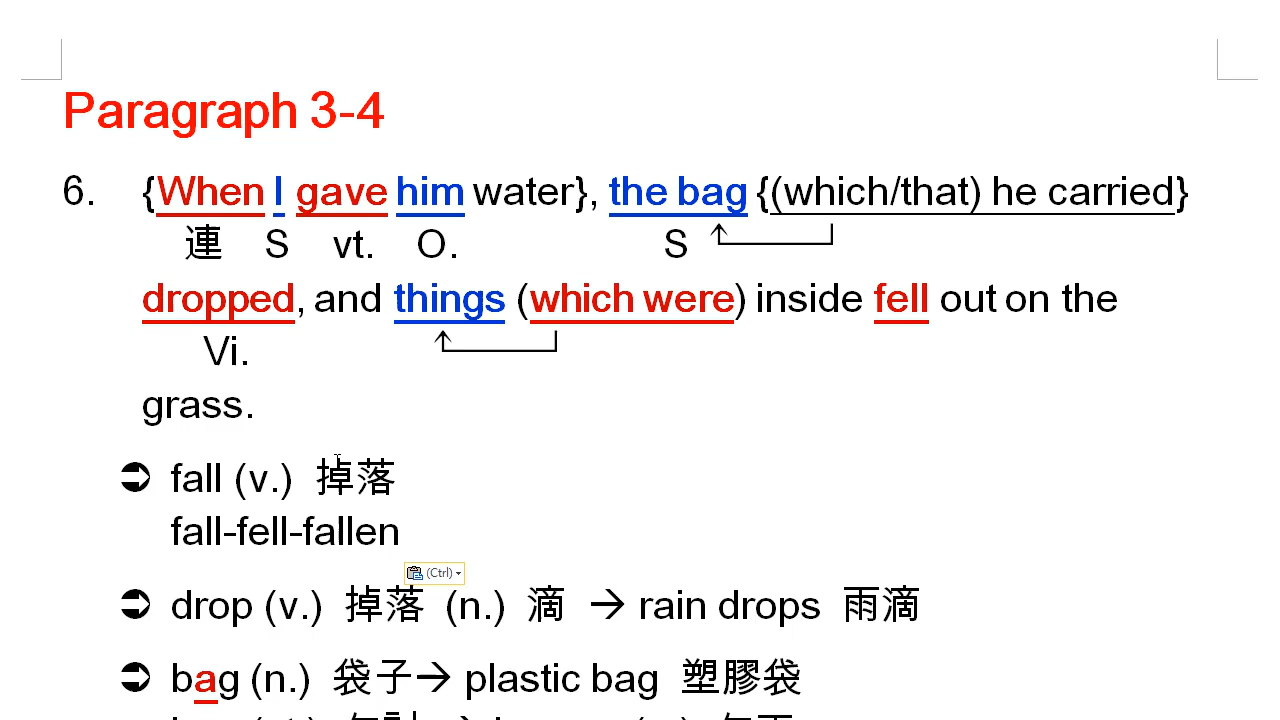 Paragraph 3-4
6. {When I gave him water}, the bag {(which/that) he carried}
連 S vt. O. S
dropped, and things (which were) inside fell out on the
Vi.
grass.
➲ fall (v.) 掉落
fall-fell-fallen
(Ctrl)
➲ drop (v.) 掉落 (n.) 滴 → rain drops 雨滴
➲ bag (n.) 袋子→ plastic bag 塑膠袋